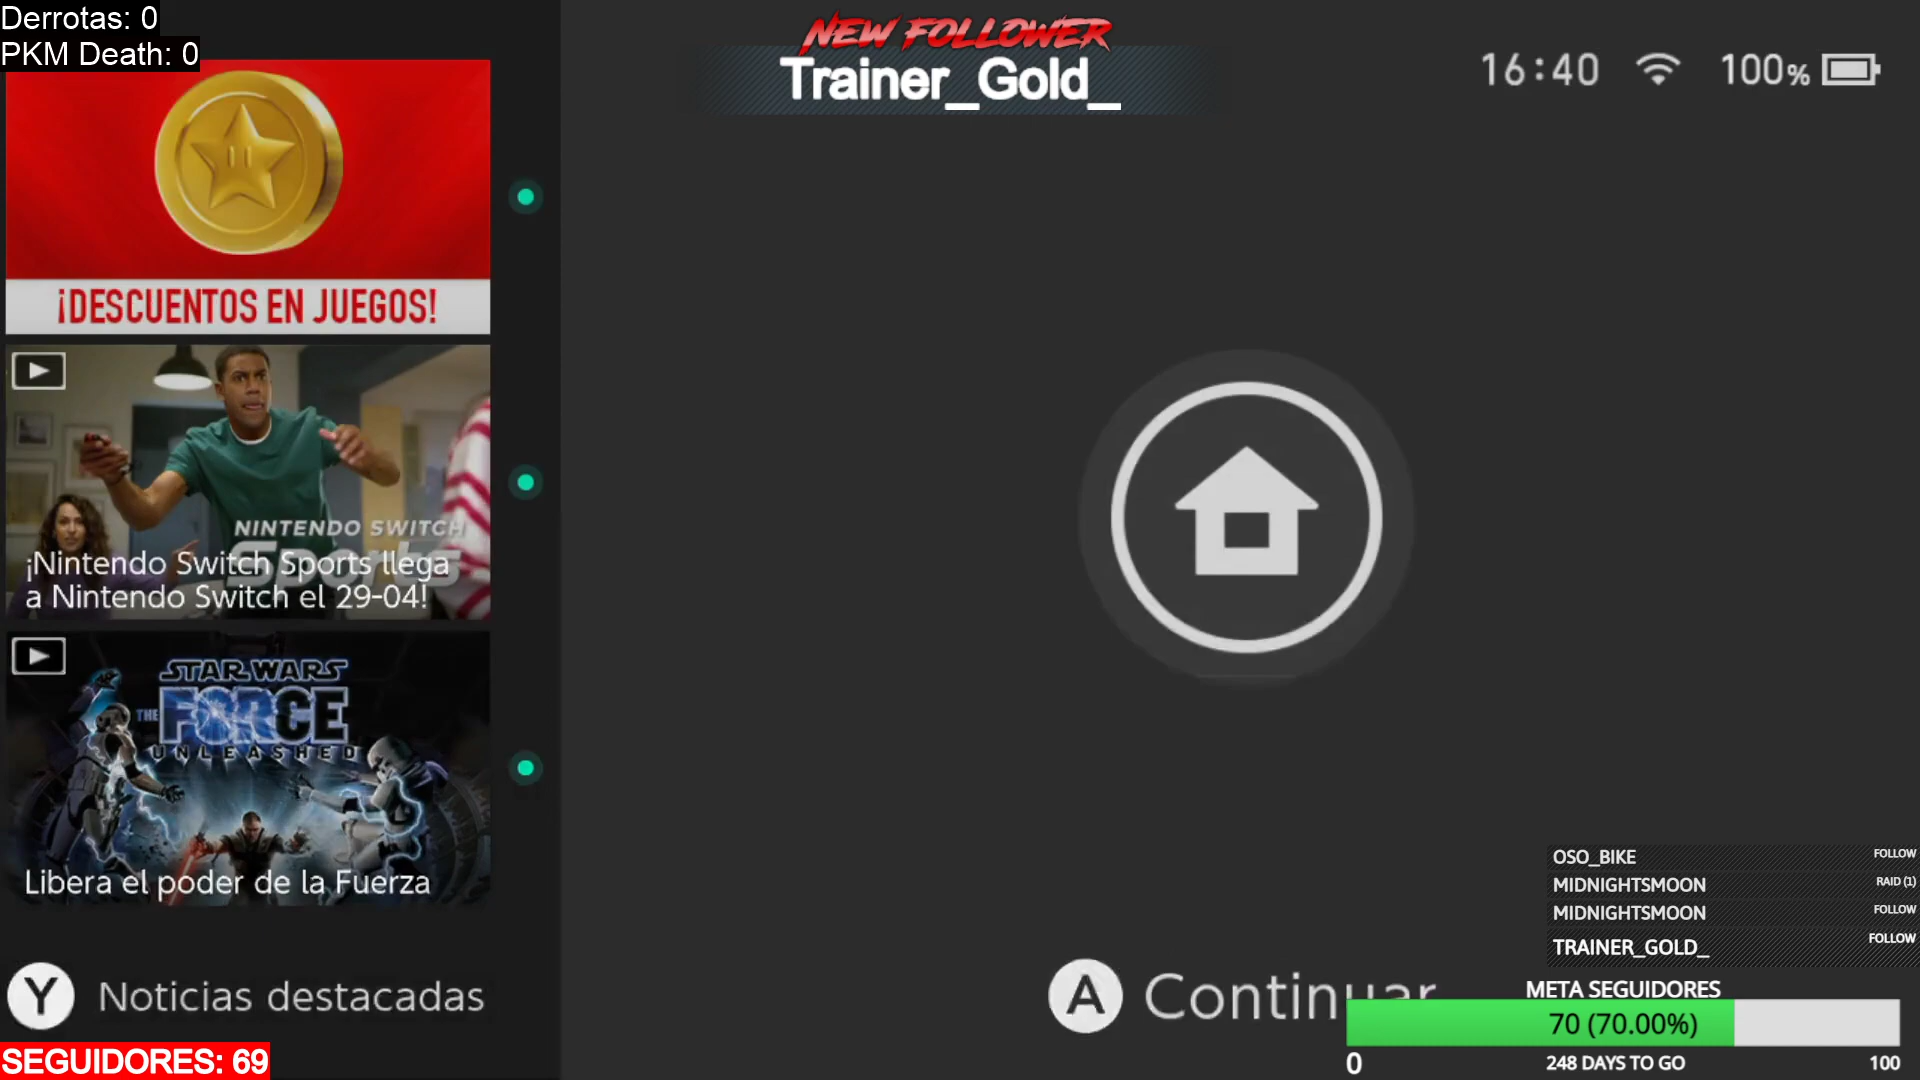 Derrotas: 0
PKM Death: 0
NEW FOLLOWER
Trainer_Gold_
16:40
100%
¡DESCUENTOS EN JUEGOS!
NINTENDO SWITCH
Sports
¡Nintendo Switch Sports llega
a Nintendo Switch el 29-04!
STAR WARS
THE FORCE
UNLEASHED
Libera el poder de la Fuerza
Y Noticias destacadas
A Continuar
OSO_BIKE FOLLOW
MIDNIGHTSMOON RAID (1)
MIDNIGHTSMOON FOLLOW
TRAINER_GOLD_ FOLLOW
META SEGUIDORES
70 (70.00%)
0 248 DAYS TO GO 100
SEGUIDORES: 69